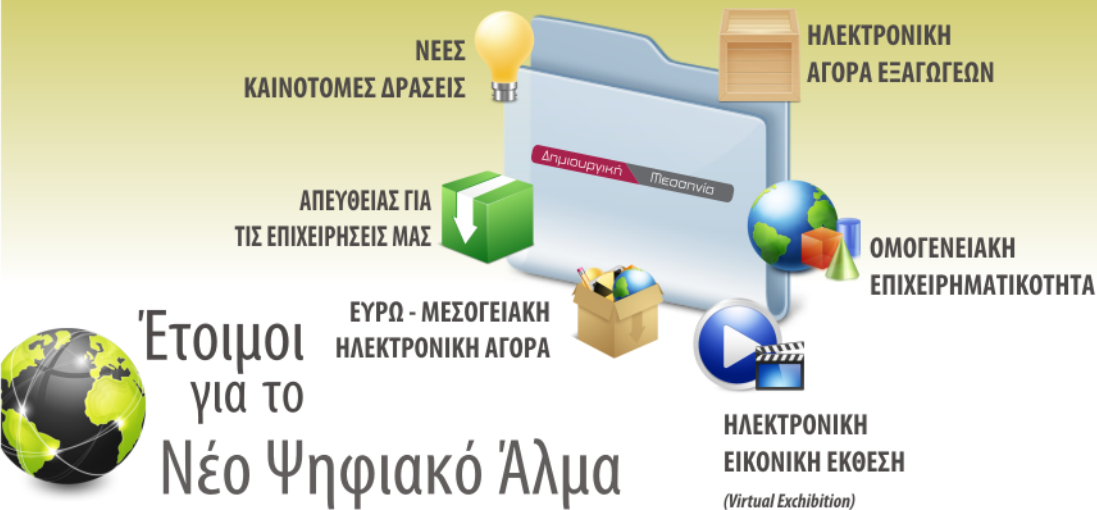 ΝΕΕΣ
ΚΑΙΝΟΤΟΜΕΣ ΔΡΑΣΕΙΣ
ΗΛΕΚΤΡΟΝΙΚΗ
ΑΓΟΡΑ ΕΞΑΓΩΓΕΩΝ
Δημιουργική Μεσσηνία
ΑΠΕΥΘΕΙΑΣ ΓΙΑ
ΤΙΣ ΕΠΙΧΕΙΡΗΣΕΙΣ ΜΑΣ
ΟΜΟΓΕΝΕΙΑΚΗ
ΕΠΙΧΕΙΡΗΜΑΤΙΚΟΤΗΤΑ
ΕΥΡΩ - ΜΕΣΟΓΕΙΑΚΗ
ΗΛΕΚΤΡΟΝΙΚΗ ΑΓΟΡΑ
Έτοιμοι
για το
Νέο Ψηφιακό Άλμα
ΗΛΕΚΤΡΟΝΙΚΗ
ΕΙΚΟΝΙΚΗ ΕΚΘΕΣΗ
(Virtual Exchibition)